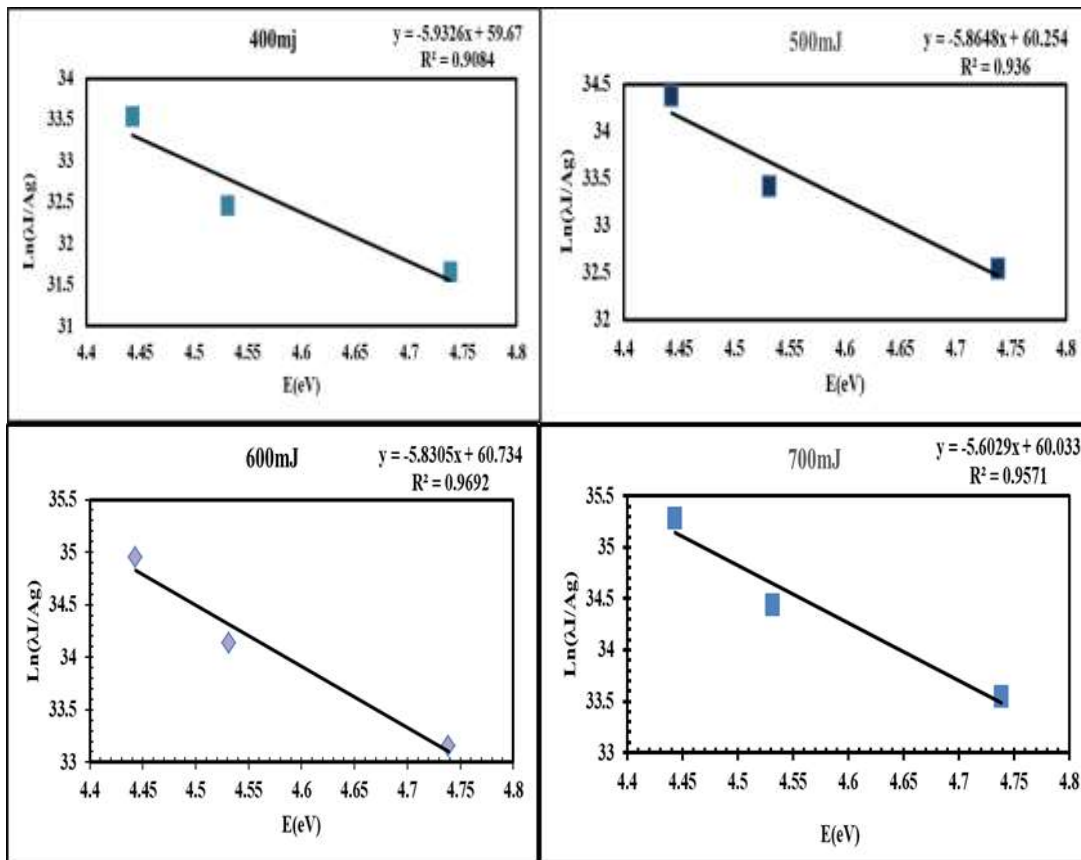 400mj
y = -5.9326x + 59.67
R² = 0.9084
34
33.5
33
32.5
32
31.5
31
Ln(λI/Ag)
4.4 4.45 4.5 4.55 4.6 4.65 4.7 4.75 4.8
E(eV)
500mJ
y = -5.8648x + 60.254
R² = 0.936
34.5
34
33.5
33
32.5
32
Ln(λI/Ag)
4.4 4.45 4.5 4.55 4.6 4.65 4.7 4.75 4.8
E(eV)
600mJ
y = -5.8305x + 60.734
R² = 0.9692
35.5
35
34.5
34
33.5
33
Ln(λI/Ag)
4.4 4.45 4.5 4.55 4.6 4.65 4.7 4.75 4.8
E(eV)
700mJ
y = -5.6029x + 60.033
R² = 0.9571
35.5
35
34.5
34
33.5
33
Ln(λI/Ag)
4.4 4.45 4.5 4.55 4.6 4.65 4.7 4.75 4.8
E(eV)